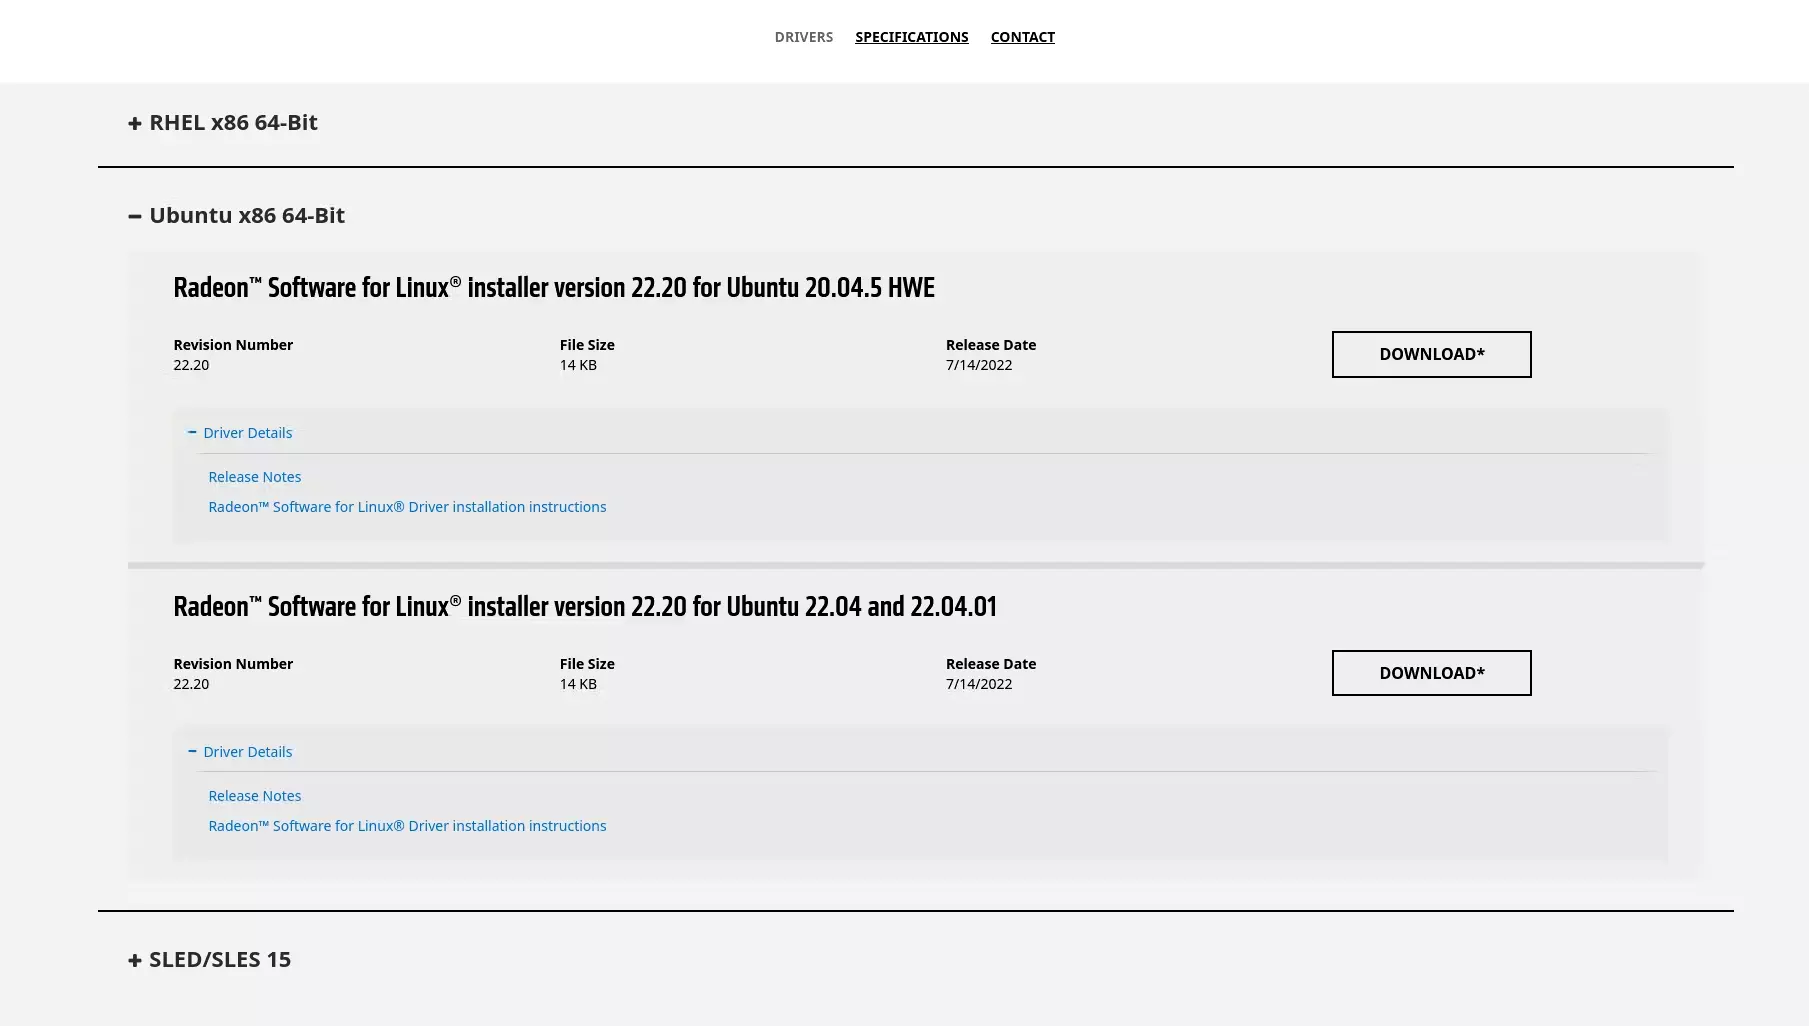 DRIVERS SPECIFICATIONS CONTACT
+ RHEL x86 64-Bit
− Ubuntu x86 64-Bit
Radeon™ Software for Linux® installer version 22.20 for Ubuntu 20.04.5 HWE
Revision Number File Size Release Date
22.20 14 KB 7/14/2022
DOWNLOAD*
− Driver Details
Release Notes
Radeon™ Software for Linux® Driver installation instructions
Radeon™ Software for Linux® installer version 22.20 for Ubuntu 22.04 and 22.04.01
Revision Number File Size Release Date
22.20 14 KB 7/14/2022
DOWNLOAD*
− Driver Details
Release Notes
Radeon™ Software for Linux® Driver installation instructions
+ SLED/SLES 15